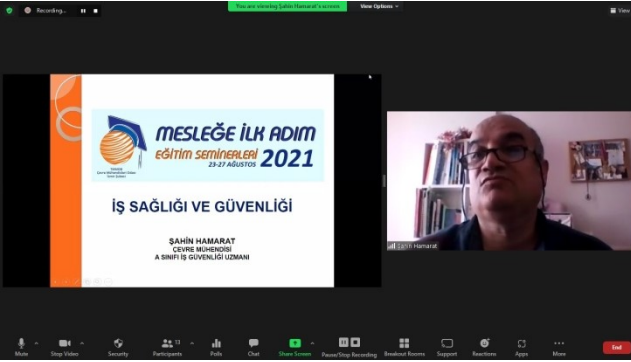 Recording...
You are viewing Şahin Hamarat's screen
View Options
View
MESLEĞE İLK ADIM
EĞİTİM SEMİNERLERİ 2021
23-27 AĞUSTOS
İŞ SAĞLIĞI VE GÜVENLİĞİ
ŞAHİN HAMARAT
ÇEVRE MÜHENDİSİ
A SINIFI İŞ GÜVENLİĞİ UZMANI
Şahin Hamarat
Mute
Stop Video
Security
Participants
13
Polls
Chat
Share Screen
Pause/Stop Recording
Breakout Rooms
Support
Reactions
Apps
More
End